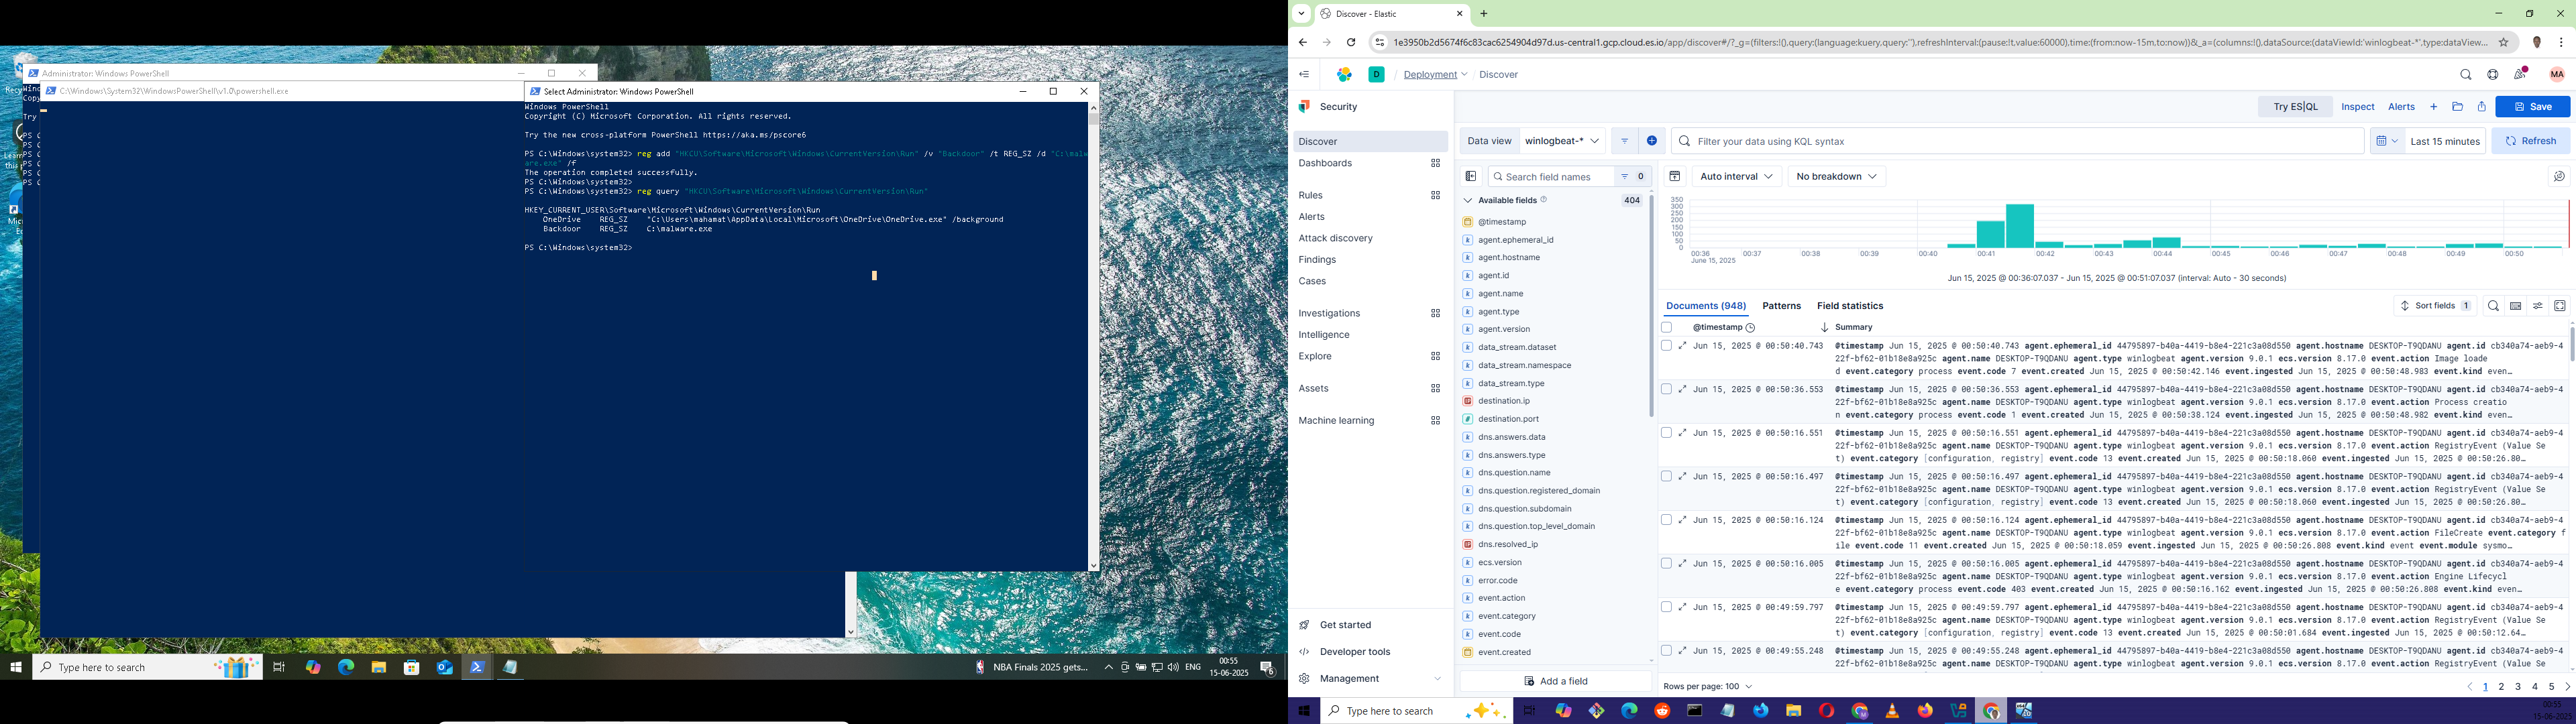 Administrator: Windows PowerShell
C:\Windows\System32\WindowsPowerShell\v1.0\powershell.exe
Select Administrator: Windows PowerShell
Windows PowerShell
Copyright (C) Microsoft Corporation. All rights reserved.
Try the new cross-platform PowerShell https://aka.ms/pscore6
PS C:\Windows\system32> reg add "HKCU\Software\Microsoft\Windows\CurrentVersion\Run" /v "Backdoor" /t REG_SZ /d "C:\malw
are.exe" /f
The operation completed successfully.
PS C:\Windows\system32>
PS C:\Windows\system32> reg query "HKCU\Software\Microsoft\Windows\CurrentVersion\Run"
HKEY_CURRENT_USER\Software\Microsoft\Windows\CurrentVersion\Run
OneDrive REG_SZ "C:\Users\mahamat\AppData\Local\Microsoft\OneDrive\OneDrive.exe" /background
Backdoor REG_SZ C:\malware.exe
PS C:\Windows\system32>
Type here to search
NBA Finals 2025 gets...
ENG
00:55
15-06-2025
Discover - Elastic
1e3950b2d5674f6c83cac6254904d97d.us-central1.gcp.cloud.es.io/app/discover#/?_g=(filters:!(),query:(language:kuery,query:''),refreshInterval:(pause:!t,value:60000),time:(from:now-15m,to:now))&_a=(columns:!(),dataSource:(dataViewId:'winlogbeat-*',type:dataView...
D / Deployment / Discover
MA
Security
Try ES|QL Inspect Alerts + Save
Discover
Dashboards
Rules
Alerts
Attack discovery
Findings
Cases
Investigations
Intelligence
Explore
Assets
Machine learning
Get started
Developer tools
Management
Data view winlogbeat-* Filter your data using KQL syntax Last 15 minutes Refresh
Search field names 0
Available fields 404
@timestamp
agent.ephemeral_id
agent.hostname
agent.id
agent.name
agent.type
agent.version
data_stream.dataset
data_stream.namespace
data_stream.type
destination.ip
destination.port
dns.answers.data
dns.answers.type
dns.question.name
dns.question.registered_domain
dns.question.subdomain
dns.question.top_level_domain
dns.resolved_ip
ecs.version
error.code
event.action
event.category
event.code
event.created
Add a field
Auto interval No breakdown
350
300
250
200
150
100
50
0
00:36 00:37 00:38 00:39 00:40 00:41 00:42 00:43 00:44 00:45 00:46 00:47 00:48 00:49 00:50
June 15, 2025
Jun 15, 2025 @ 00:36:07.037 - Jun 15, 2025 @ 00:51:07.037 (interval: Auto - 30 seconds)
Documents (948) Patterns Field statistics Sort fields 1
@timestamp Summary
Jun 15, 2025 @ 00:50:40.743 @timestamp Jun 15, 2025 @ 00:50:40.743 agent.ephemeral_id 44795897-b40a-4419-b8e4-221c3a08d550 agent.hostname DESKTOP-T9QDANU agent.id cb340a74-aeb9-4
22f-bf62-01b18e8a925c agent.name DESKTOP-T9QDANU agent.type winlogbeat agent.version 9.0.1 ecs.version 8.17.0 event.action Image loade
d event.category process event.code 7 event.created Jun 15, 2025 @ 00:50:42.146 event.ingested Jun 15, 2025 @ 00:50:48.983 event.kind even...
Jun 15, 2025 @ 00:50:36.553 @timestamp Jun 15, 2025 @ 00:50:36.553 agent.ephemeral_id 44795897-b40a-4419-b8e4-221c3a08d550 agent.hostname DESKTOP-T9QDANU agent.id cb340a74-aeb9-4
22f-bf62-01b18e8a925c agent.name DESKTOP-T9QDANU agent.type winlogbeat agent.version 9.0.1 ecs.version 8.17.0 event.action Process creatio
n event.category process event.code 1 event.created Jun 15, 2025 @ 00:50:38.124 event.ingested Jun 15, 2025 @ 00:50:48.982 event.kind even...
Jun 15, 2025 @ 00:50:16.551 @timestamp Jun 15, 2025 @ 00:50:16.551 agent.ephemeral_id 44795897-b40a-4419-b8e4-221c3a08d550 agent.hostname DESKTOP-T9QDANU agent.id cb340a74-aeb9-4
22f-bf62-01b18e8a925c agent.name DESKTOP-T9QDANU agent.type winlogbeat agent.version 9.0.1 ecs.version 8.17.0 event.action RegistryEvent (Value Se
t) event.category [configuration, registry] event.code 13 event.created Jun 15, 2025 @ 00:50:18.060 event.ingested Jun 15, 2025 @ 00:50:26.80...
Jun 15, 2025 @ 00:50:16.497 @timestamp Jun 15, 2025 @ 00:50:16.497 agent.ephemeral_id 44795897-b40a-4419-b8e4-221c3a08d550 agent.hostname DESKTOP-T9QDANU agent.id cb340a74-aeb9-4
22f-bf62-01b18e8a925c agent.name DESKTOP-T9QDANU agent.type winlogbeat agent.version 9.0.1 ecs.version 8.17.0 event.action RegistryEvent (Value Se
t) event.category [configuration, registry] event.code 13 event.created Jun 15, 2025 @ 00:50:18.060 event.ingested Jun 15, 2025 @ 00:50:26.80...
Jun 15, 2025 @ 00:50:16.124 @timestamp Jun 15, 2025 @ 00:50:16.124 agent.ephemeral_id 44795897-b40a-4419-b8e4-221c3a08d550 agent.hostname DESKTOP-T9QDANU agent.id cb340a74-aeb9-4
22f-bf62-01b18e8a925c agent.name DESKTOP-T9QDANU agent.type winlogbeat agent.version 9.0.1 ecs.version 8.17.0 event.action FileCreate event.category f
ile event.code 11 event.created Jun 15, 2025 @ 00:50:18.059 event.ingested Jun 15, 2025 @ 00:50:26.808 event.kind event event.module sysmo...
Jun 15, 2025 @ 00:50:16.005 @timestamp Jun 15, 2025 @ 00:50:16.005 agent.ephemeral_id 44795897-b40a-4419-b8e4-221c3a08d550 agent.hostname DESKTOP-T9QDANU agent.id cb340a74-aeb9-4
22f-bf62-01b18e8a925c agent.name DESKTOP-T9QDANU agent.type winlogbeat agent.version 9.0.1 ecs.version 8.17.0 event.action Engine Lifecycl
e event.category process event.code 403 event.created Jun 15, 2025 @ 00:50:16.162 event.ingested Jun 15, 2025 @ 00:50:26.808 event.kind even...
Jun 15, 2025 @ 00:49:59.797 @timestamp Jun 15, 2025 @ 00:49:59.797 agent.ephemeral_id 44795897-b40a-4419-b8e4-221c3a08d550 agent.hostname DESKTOP-T9QDANU agent.id cb340a74-aeb9-4
22f-bf62-01b18e8a925c agent.name DESKTOP-T9QDANU agent.type winlogbeat agent.version 9.0.1 ecs.version 8.17.0 event.action RegistryEvent (Value Se
t) event.category [configuration, registry] event.code 13 event.created Jun 15, 2025 @ 00:50:01.684 event.ingested Jun 15, 2025 @ 00:50:12.64...
Jun 15, 2025 @ 00:49:55.248 @timestamp Jun 15, 2025 @ 00:49:55.248 agent.ephemeral_id 44795897-b40a-4419-b8e4-221c3a08d550 agent.hostname DESKTOP-T9QDANU agent.id cb340a74-aeb9-4
22f-bf62-01b18e8a925c agent.name DESKTOP-T9QDANU agent.type winlogbeat agent.version 9.0.1 ecs.version 8.17.0 event.action RegistryEvent (Value Se
Rows per page: 100 1 2 3 4 5
Type here to search
00:55